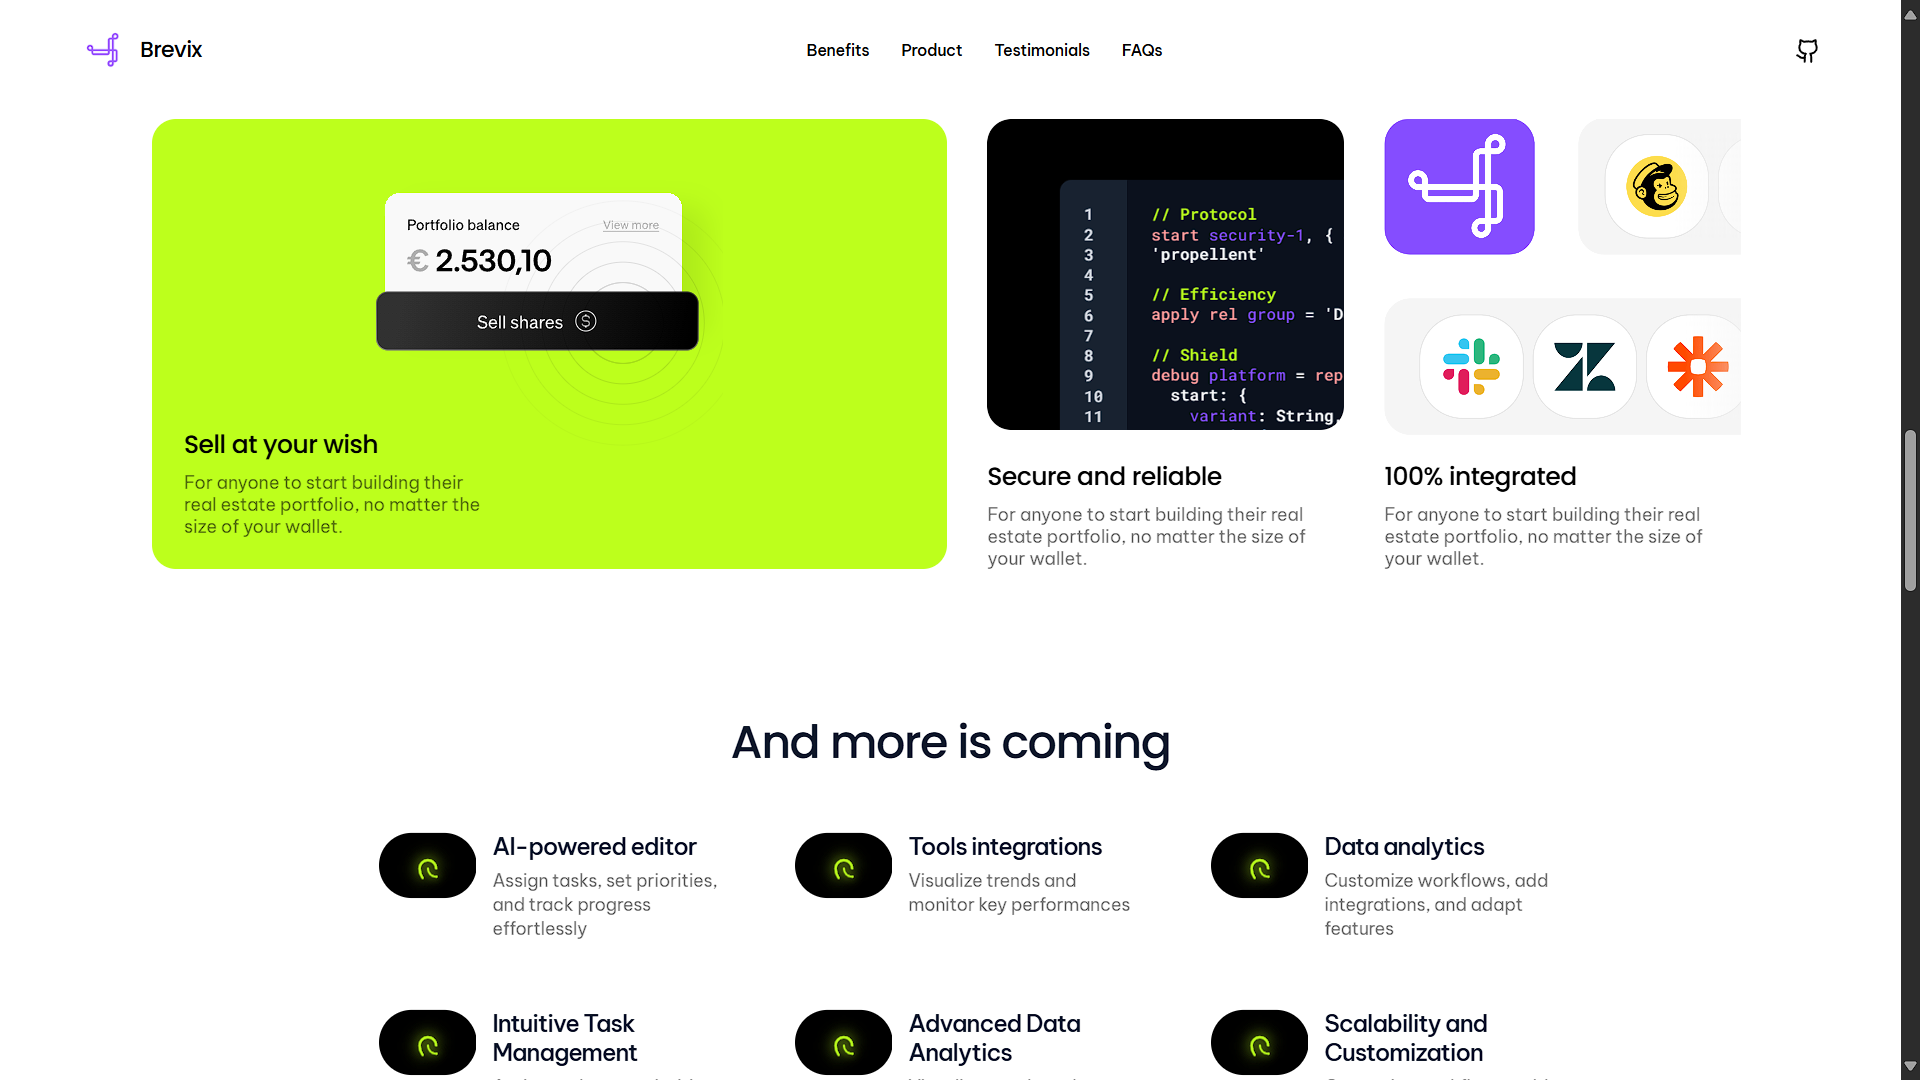 Brevix
Benefits
Product
Testimonials
FAQs
Portfolio balance
View more
€ 2.530,10
Sell shares
Sell at your wish
For anyone to start building their
real estate portfolio, no matter the
size of your wallet.
1 // Protocol
2 start security-1, {
3 'propellent'
4
5 // Efficiency
6 apply rel group = 'D
7
8 // Shield
9 debug platform = rep
10 start: {
11 variant: String.
Secure and reliable
For anyone to start building their real
estate portfolio, no matter the size of
your wallet.
100% integrated
For anyone to start building their real
estate portfolio, no matter the size of
your wallet.
And more is coming
AI-powered editor
Assign tasks, set priorities,
and track progress
effortlessly
Tools integrations
Visualize trends and
monitor key performances
Data analytics
Customize workflows, add
integrations, and adapt
features
Intuitive Task
Management
Advanced Data
Analytics
Scalability and
Customization